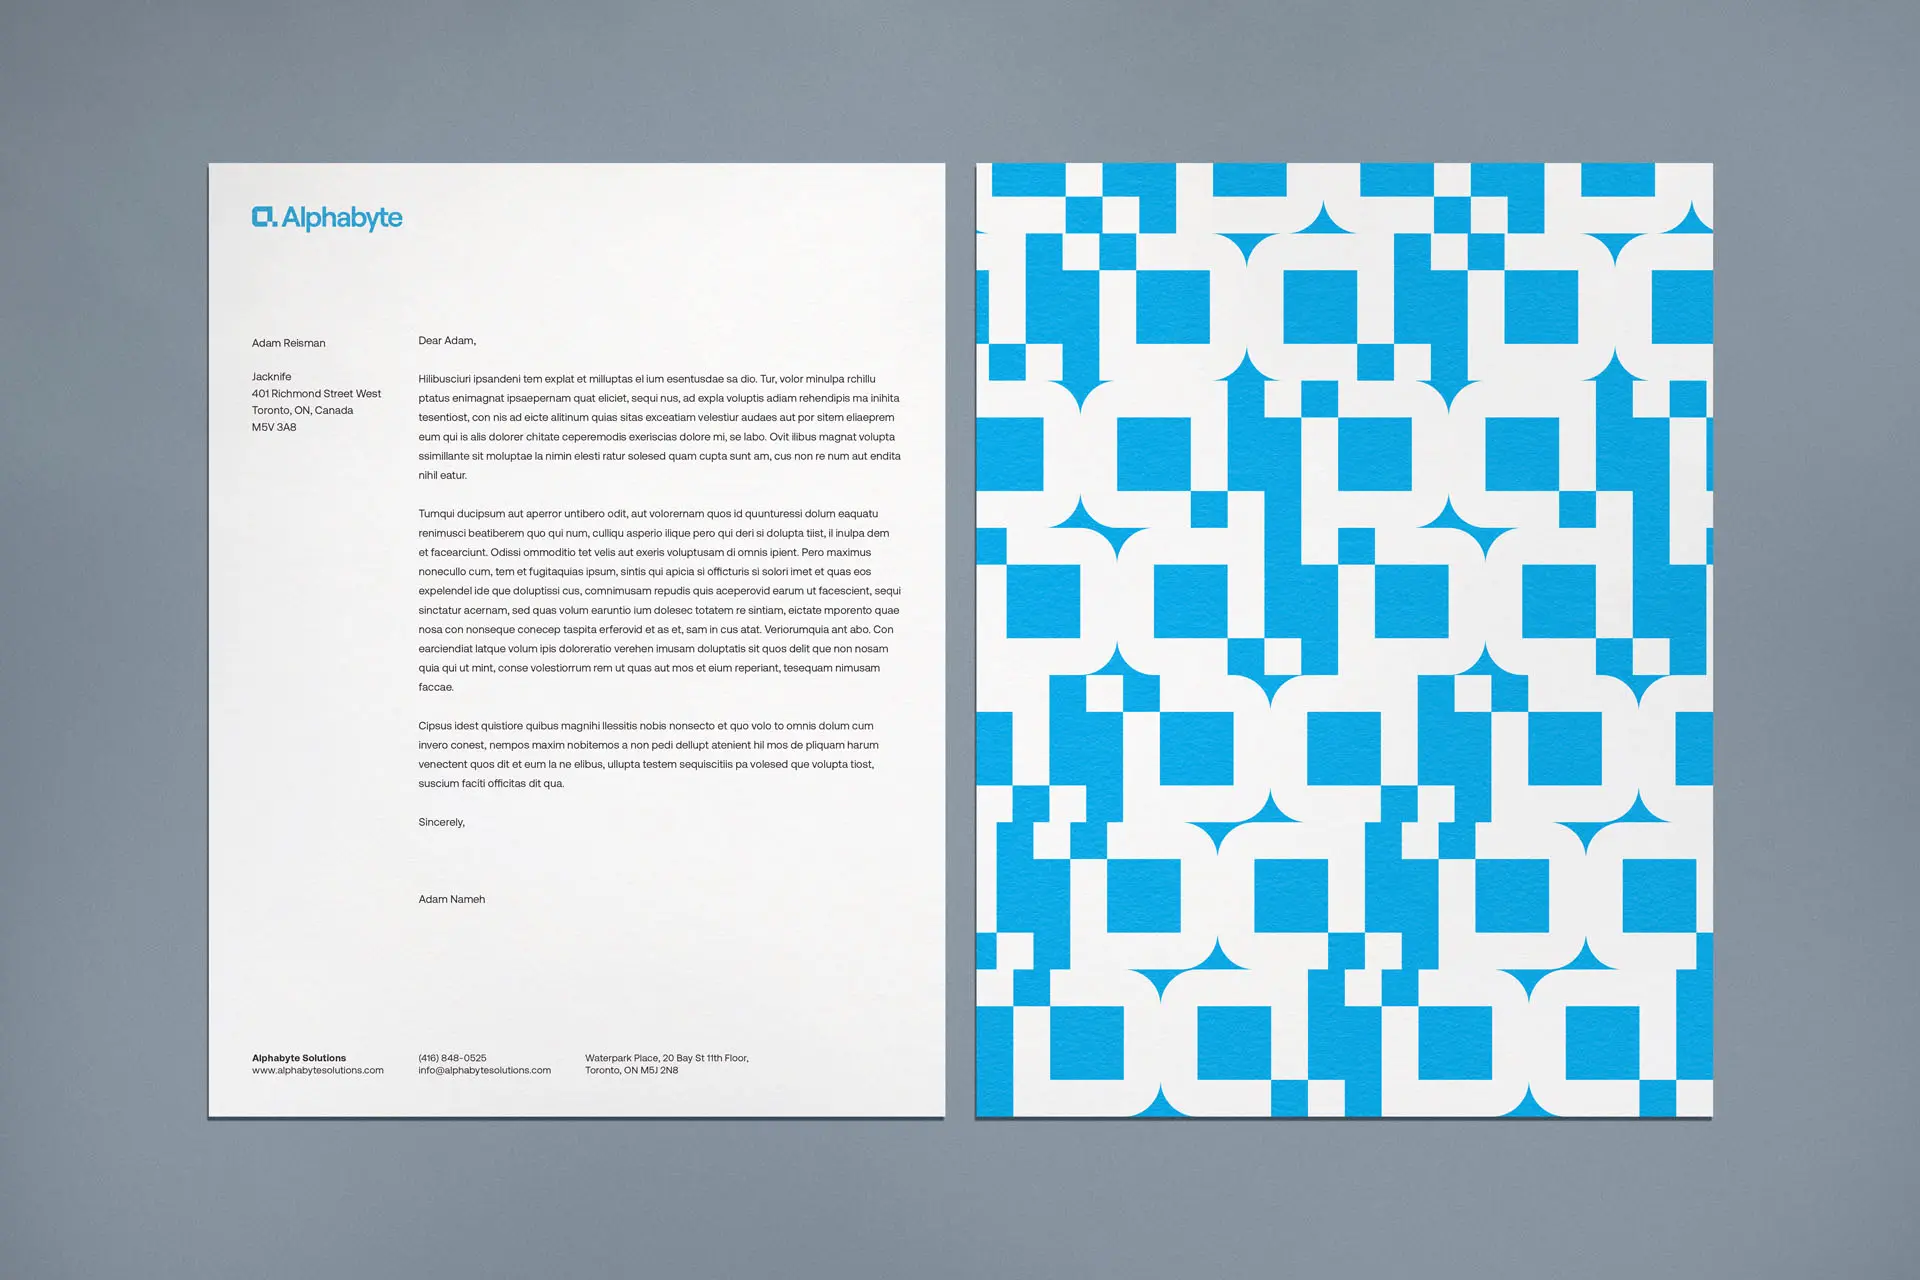 Alphabyte
Adam Reisman
Jacknife
401 Richmond Street West
Toronto, ON, Canada
M5V 3A8
Dear Adam,
Hilibusciuri ipsandeni tem explat et milluptas el ium esentusdae sa dio. Tur, volor minulpa rchillu
ptatus enimagnat ipsaepernam quat eliciet, sequi nus, ad expla voluptis adiam rehendipis ma inihita
tesentiost, con nis ad eicte alitinum quias sitas exceatiam velestiur audaes aut por sitem eliaeprem
eum qui is alis dolorer chitate ceperemodis exeriscias dolore mi, se labo. Ovit ilibus magnat volupta
ssimillante sit moluptae la nimin elesti ratur solesed quam cupta sunt am, cus non re num aut endita
nihil eatur.
Tumqui ducipsum aut aperror untibero odit, aut volorernam quos id quunturessi dolum eaquatu
renimusci beatiberem quo qui num, culliqu asperio ilique pero qui deri si dolupta tiist, il inulpa dem
et facearciunt. Odissi ommoditio tet velis aut exeris voluptusam di omnis ipient. Pero maximus
nonecullo cum, tem et fugitaquias ipsum, sintis qui apicia si officturis si solori imet et quas eos
expelendel ide que doluptissi cus, comnimusam repudis quis aceperovid earum ut facescient, sequi
sinctatur acernam, sed quas volum earuntio ium dolesec totatem re sintiam, eictate mporento quae
nosa con nonseque conecep taspita erferovid et as et, sam in cus atat. Veriorumquia ant abo. Con
earciendiat latque volum ipis doloreratio verehen imusam doluptatis sit quos delit que non nosam
quia qui ut mint, conse volestiorrum rem ut quas aut mos et eium reperiant, tesequam nimusam
faccae.
Cipsus idest quistiore quibus magnihi llessitis nobis nonsecto et quo volo to omnis dolum cum
invero conest, nempos maxim nobitemos a non pedi dellupt atenient hil mos de pliquam harum
venectent quos dit et eum la ne elibus, ullupta testem sequiscitiis pa volesed que volupta tiost,
suscium faciti officitas dit qua.
Sincerely,
Adam Nameh
Alphabyte Solutions
www.alphabytesolutions.com
(416) 848-0525
info@alphabytesolutions.com
Waterpark Place, 20 Bay St 11th Floor,
Toronto, ON M5J 2N8